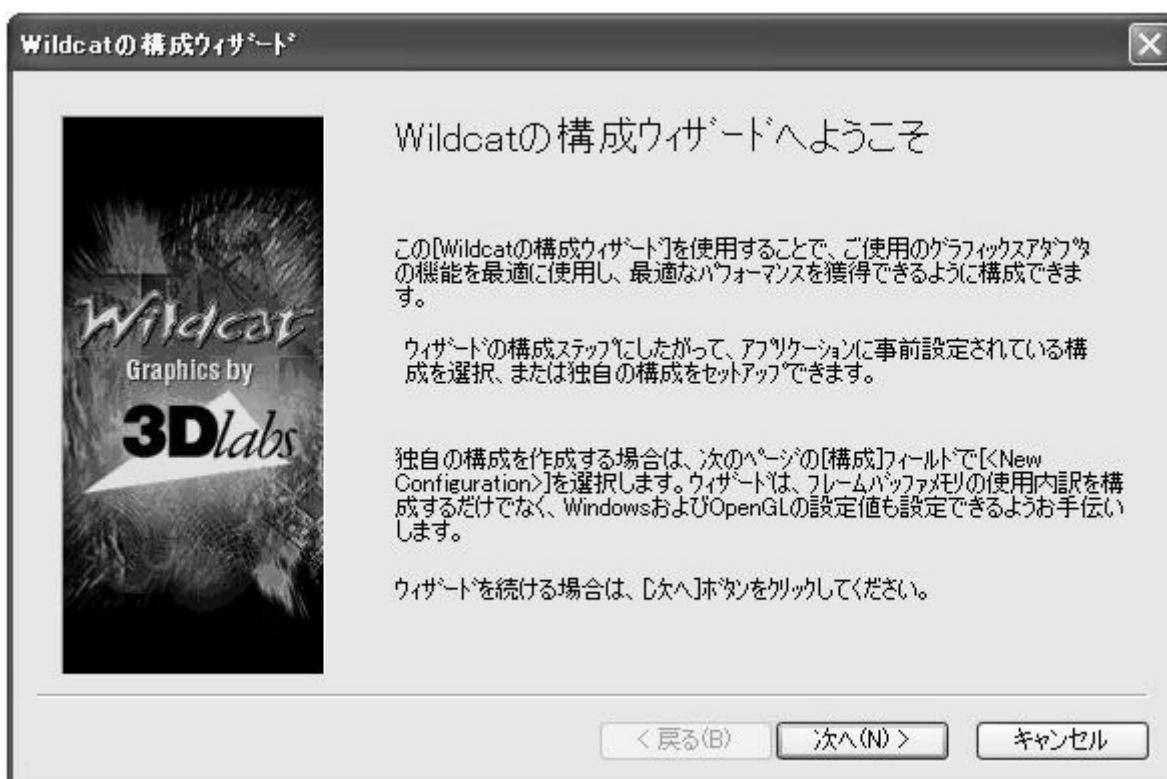 Wildcatの構成ウィザード
Wildcat
Graphics by
3Dlabs
Wildcatの構成ウィザードへようこそ
この[Wildcatの構成ウィザード]を使用することで、ご使用のグラフィックスアダプタ
の機能を最適に使用し、最適なパフォーマンスを獲得できるように構成できま
す。
ウィザードの構成ステップにしたがって、アプリケーションに事前設定されている構
成を選択、または独自の構成をセットアップできます。
独自の構成を作成する場合は、次のページの[構成]フィールドで[<New
Configuration>]を選択します。ウィザードは、フレームバッファメモリの使用内訳を構
成するだけでなく、WindowsおよびOpenGLの設定値も設定できるようお手伝い
します。
ウィザードを続ける場合は、[次へ]ボタンをクリックしてください。
< 戻る(B)
次へ(N) >
キャンセル